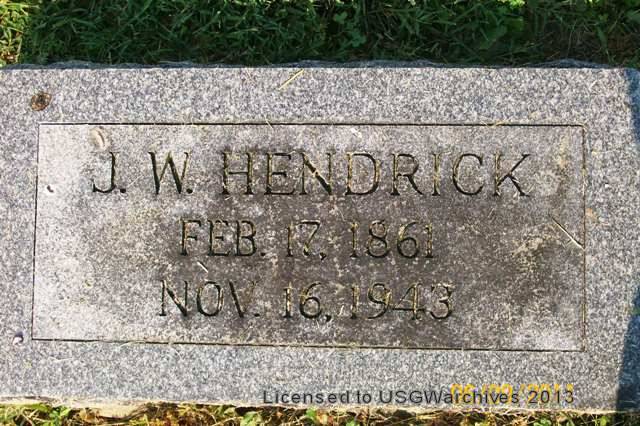 J. W. HENDRICK
FEB. 17, 1861
NOV. 16, 1943
Licensed to USGWarchives 2013